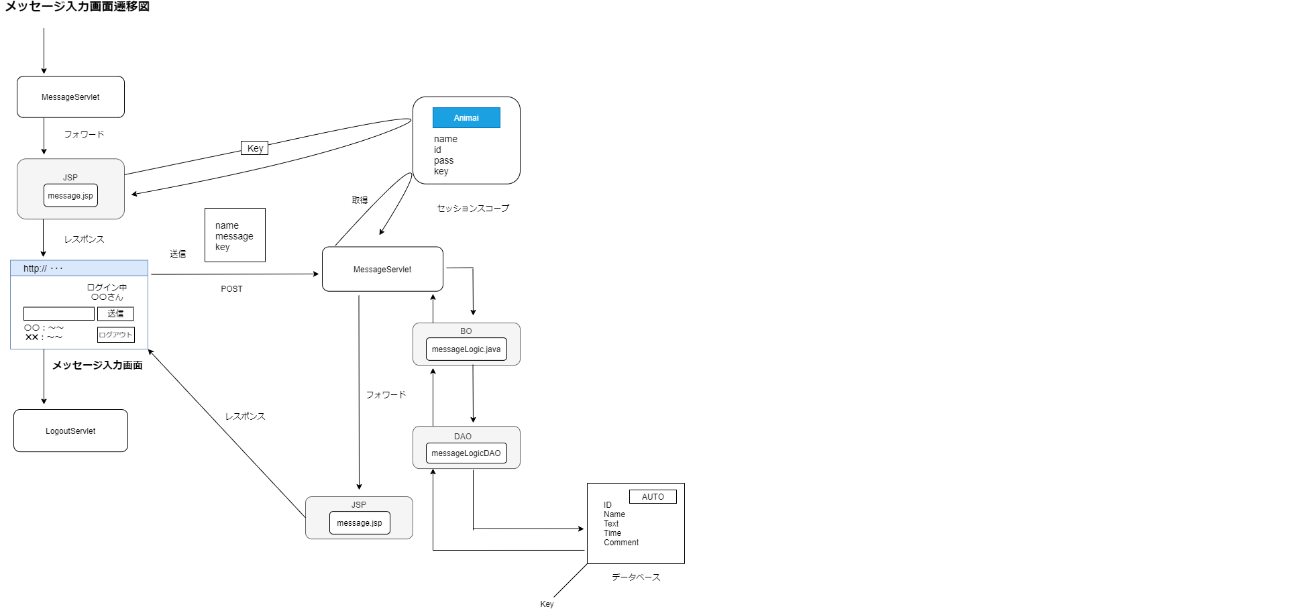 メッセージ入力画面遷移図
MessageServlet
フォワード
JSP
message.jsp
レスポンス
http:// ･･･
ログイン中
〇〇さん
送信
〇〇：～～
××：～～
ログアウト
メッセージ入力画面
LogoutServlet
Key
Animal
name
id
pass
key
セッションスコープ
取得
name
message
key
送信
POST
MessageServlet
BO
messageLogic.java
フォワード
レスポンス
DAO
messageLogicDAO
JSP
message.jsp
AUTO
ID
Name
Text
Time
Comment
データベース
Key